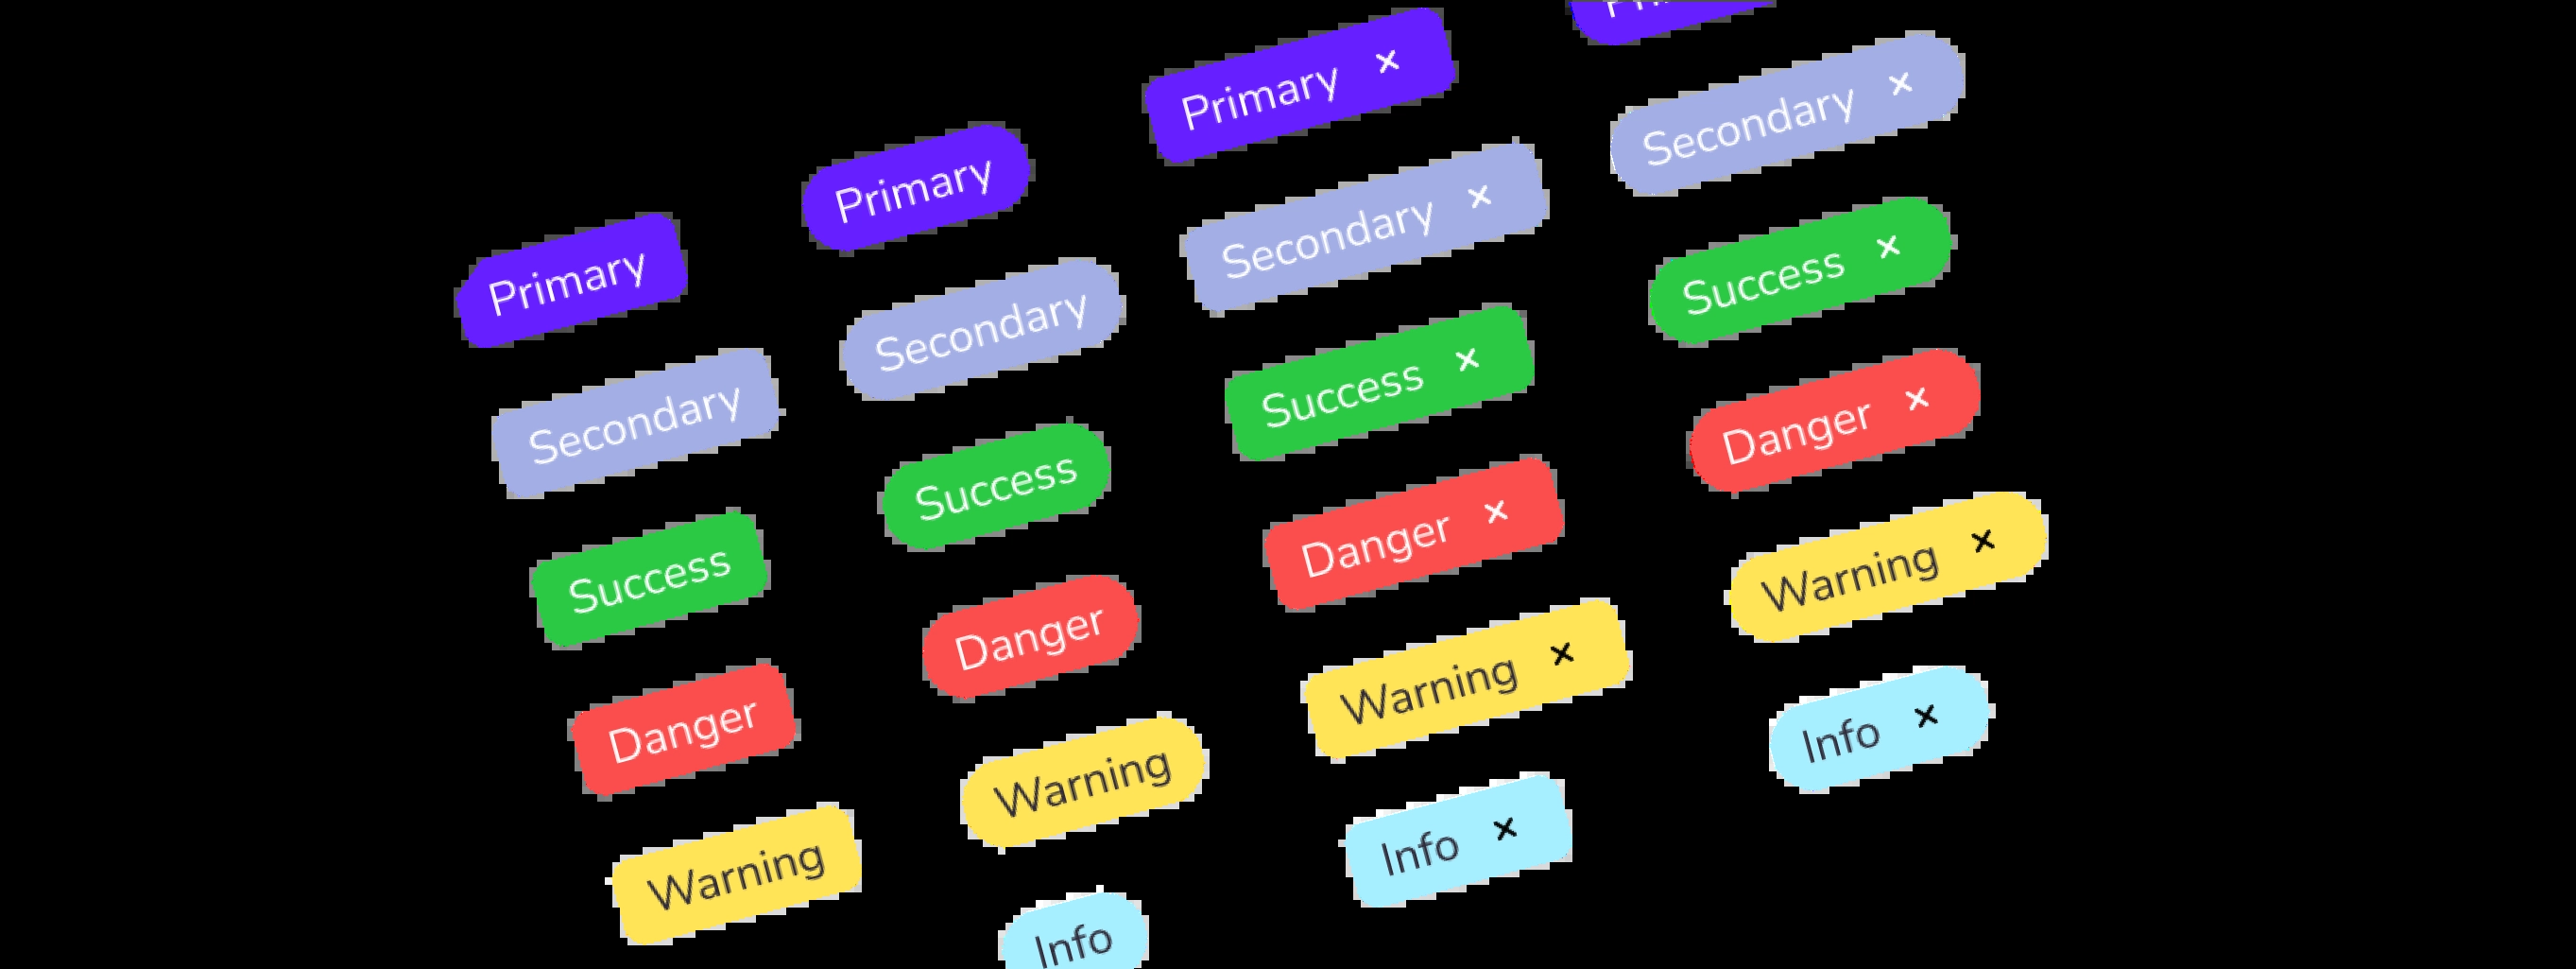 Primary
Secondary
Success
Danger
Warning
Primary
Secondary
Success
Danger
Warning
Info
Primary ×
Secondary ×
Success ×
Danger ×
Warning ×
Info ×
Secondary ×
Success ×
Danger ×
Warning ×
Info ×